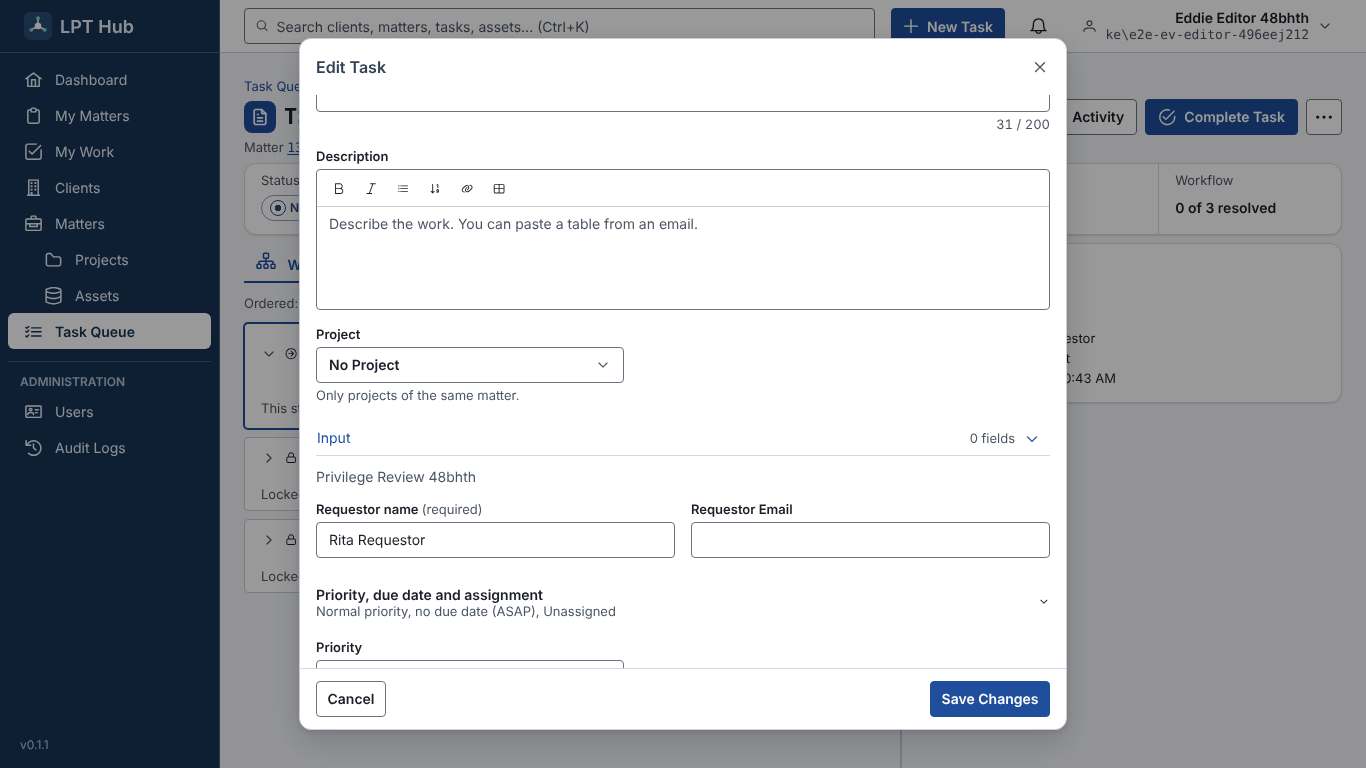 LPT Hub
Search clients, matters, tasks, assets... (Ctrl+K)
New Task
Eddie Editor 48bhth
ke\e2e-ev-editor-496eej212
Dashboard
My Matters
My Work
Clients
Matters
Projects
Assets
Task Queue
ADMINISTRATION
Users
Audit Logs
v0.1.1
Task Que
Matter 13
Activity
Complete Task
Status
Workflow
0 of 3 resolved
Ordered:
This st
Locke
Locke
estor
0:43 AM
Edit Task
31 / 200
Description
B I
Describe the work. You can paste a table from an email.
Project
No Project
Only projects of the same matter.
Input
0 fields
Privilege Review 48bhth
Requestor name (required)
Requestor Email
Rita Requestor
Priority, due date and assignment
Normal priority, no due date (ASAP), Unassigned
Priority
Cancel
Save Changes